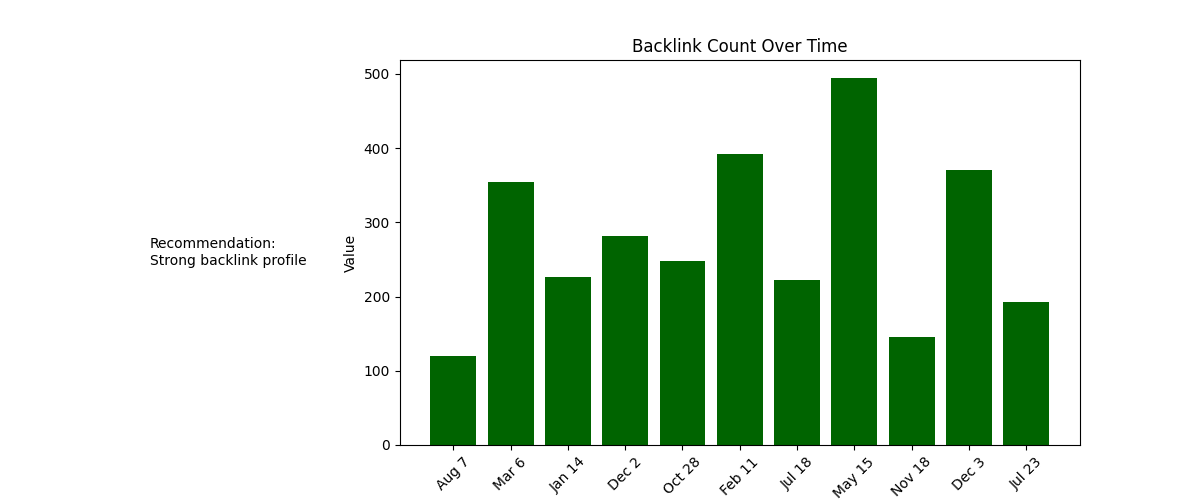 Backlink Count Over Time
Recommendation:
Strong backlink profile
Value
500
400
300
200
100
0
Aug 7
Mar 6
Jan 14
Dec 2
Oct 28
Feb 11
Jul 18
May 15
Nov 18
Dec 3
Jul 23